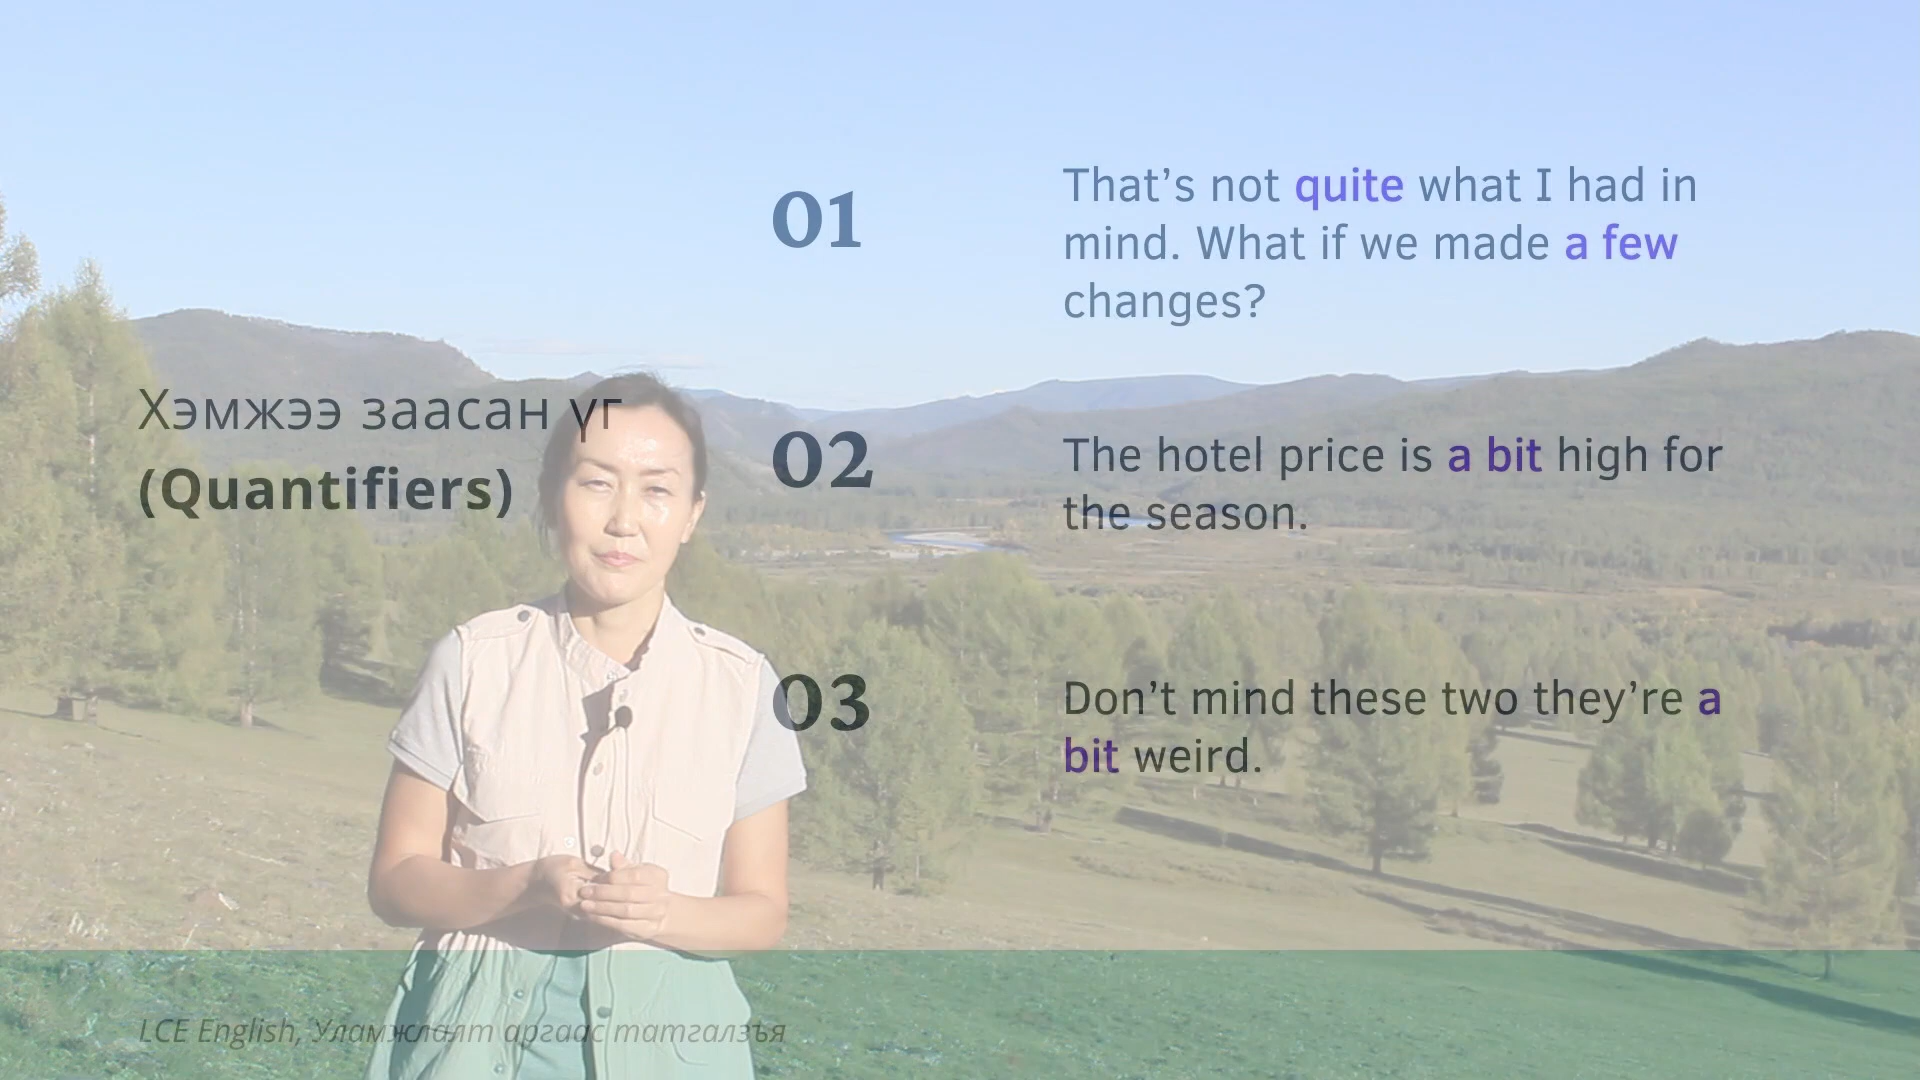 Хэмжээ заасан үг
(Quantifiers)
01
That’s not quite what I had in
mind. What if we made a few
changes?
02
The hotel price is a bit high for
the season.
03
Don’t mind these two they’re a
bit weird.
LCE English, Уламжлалт аргаас татгалзъя